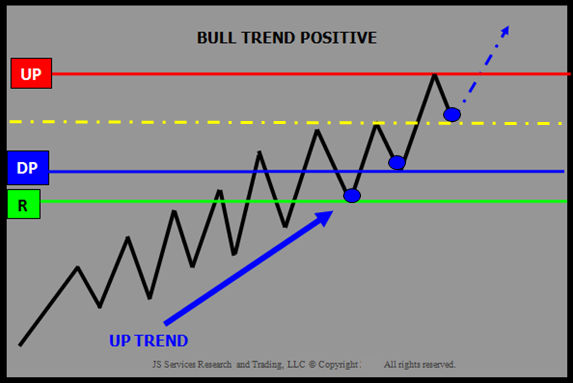 BULL TREND POSITIVE
UP
DP
R
UP TREND
JS Services Research and Trading, LLC © Copyright All rights reserved.